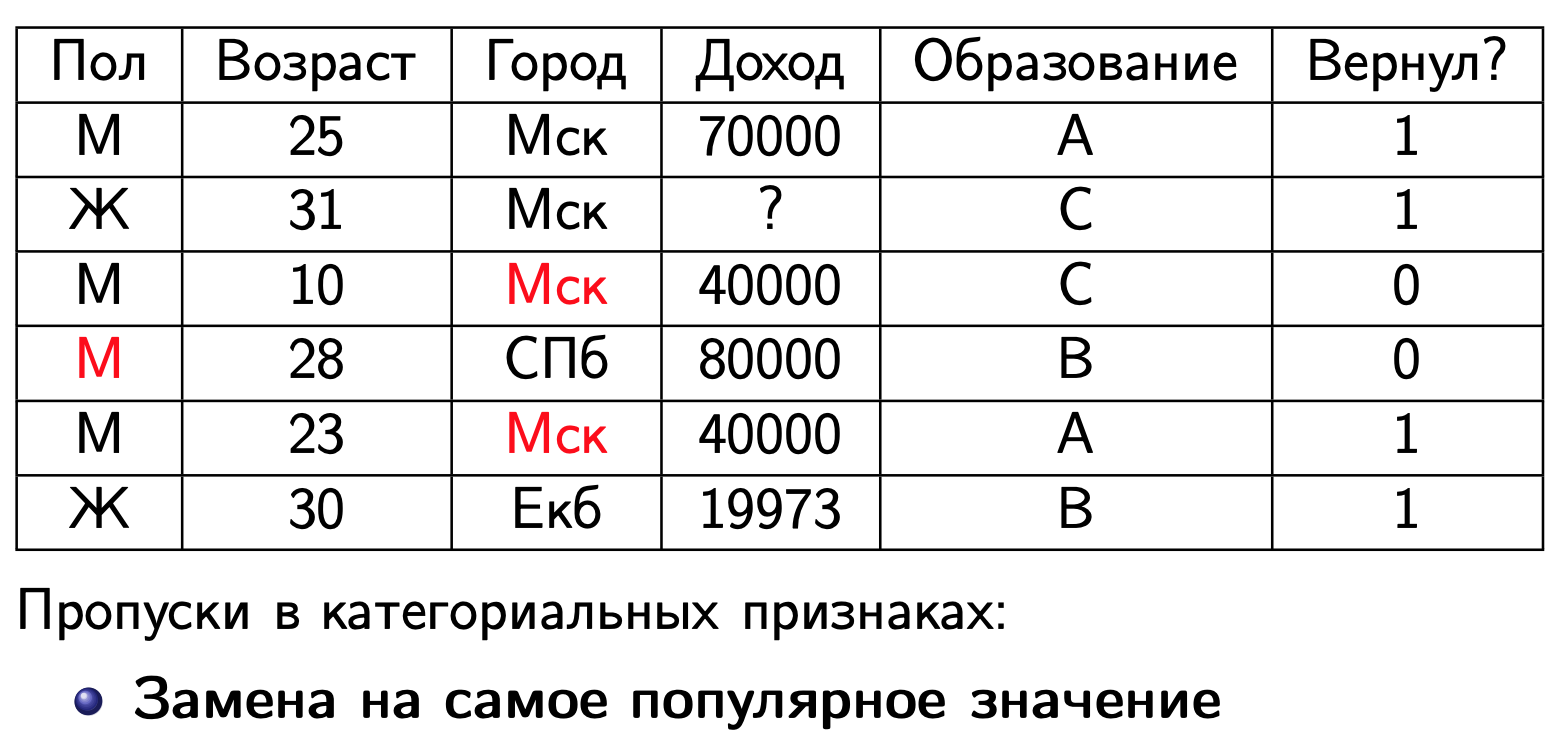 Пол Возраст Город Доход Образование Вернул?
М 25 Мск 70000 A 1
Ж 31 Мск ? C 1
М 10 Мск 40000 C 0
М 28 СПб 80000 B 0
М 23 Мск 40000 A 1
Ж 30 Екб 19973 B 1
Пропуски в категориальных признаках:
Замена на самое популярное значение